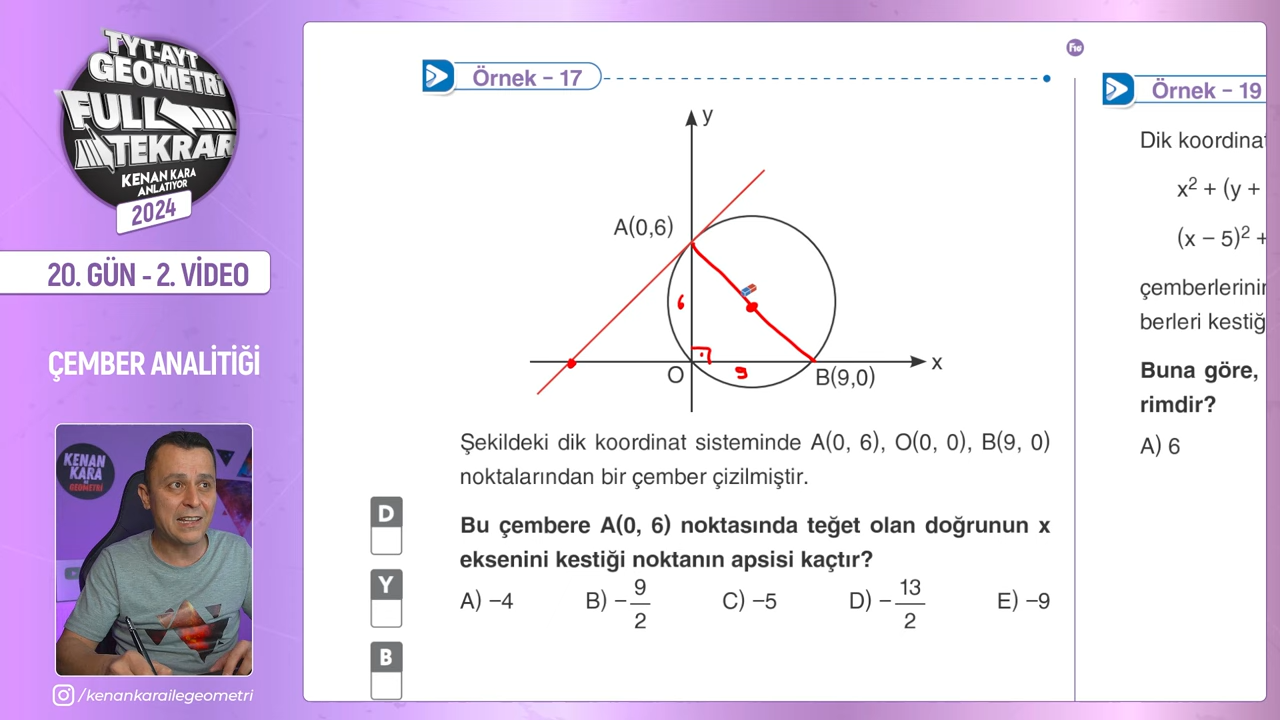 TYT-AYT
GEOMETRİ
FULL
TEKRAR
KENAN KARA
ANLATIYOR
2024
20. GÜN - 2. VİDEO
ÇEMBER ANALİTİĞİ
KENAN
KARA
ile
GEOMETRİ
/kenankarailegeometri
Örnek – 17
y
A(0,6)
6
9
O
B(9,0)
x
Şekildeki dik koordinat sisteminde A(0, 6), O(0, 0), B(9, 0)
noktalarından bir çember çizilmiştir.
Bu çembere A(0, 6) noktasında teğet olan doğrunun x
eksenini kestiği noktanın apsisi kaçtır?
A) –4 B) –9/2 C) –5 D) –13/2 E) –9
D
Y
B
Örnek – 19
Dik koordinat
x² + (y +
(x – 5)² +
çemberlerinin
berleri kestiğ
Buna göre,
rimdir?
A) 6